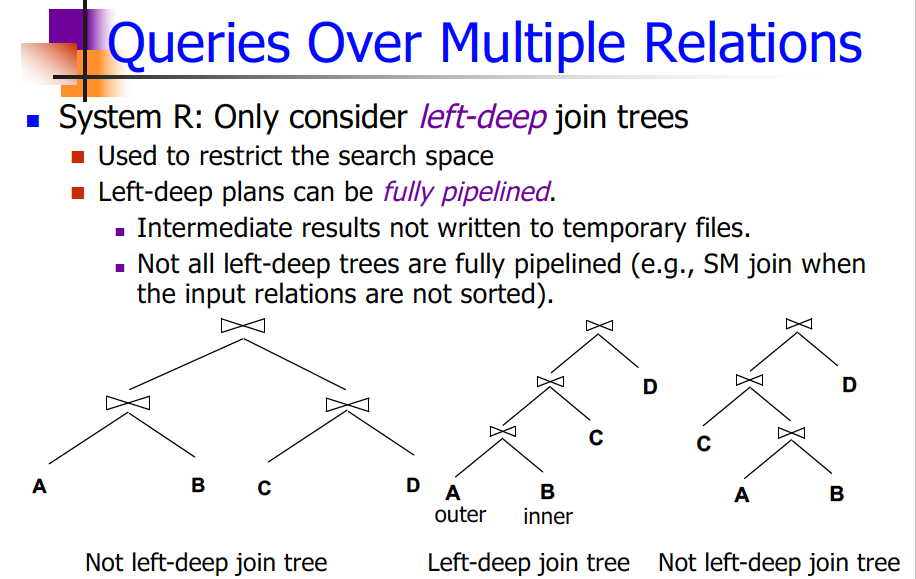 Queries Over Multiple Relations
System R: Only consider left-deep join trees
Used to restrict the search space
Left-deep plans can be fully pipelined.
Intermediate results not written to temporary files.
Not all left-deep trees are fully pipelined (e.g., SM join when
the input relations are not sorted).
A
B
C
D
Not left-deep join tree
D
C
A
B
outer
inner
Left-deep join tree
D
C
A
B
Not left-deep join tree